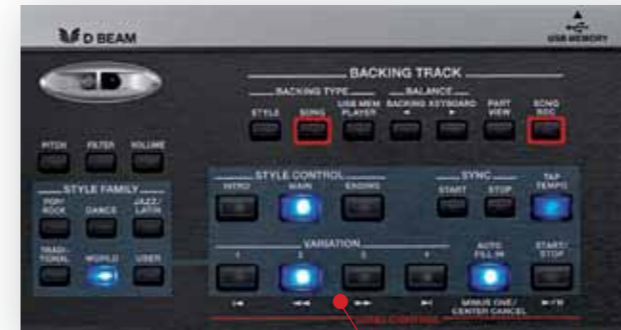 D BEAM
USB MEMORY
BACKING TRACK
BACKING TYPE
BALANCE
STYLE
SONG
USB MEM PLAYER
BACKING
KEYBOARD
PART VIEW
SONG REC
PITCH
FILTER
VOLUME
STYLE FAMILY
POP/ROCK
DANCE
JAZZ/LATIN
TRADI-TIONAL
WORLD
USER
STYLE CONTROL
INTRO
MAIN
ENDING
SYNC
START
STOP
TAP TEMPO
VARIATION
1
2
3
4
AUTO FILL IN
START/STOP
MINUS ONE/
CENTER CANCEL
CONTROL